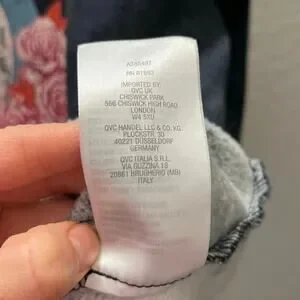 IMPORTED BY
QVC UK
CHISWICK PARK
566 CHISWICK HIGH ROAD
LONDON
W4 5XU
QVC HANDEL LLC & CO. KG.
PLOCKSTR. 30
40221 DÜSSELDORF
GERMANY
QVC ITALIA S.R.L.
VIA GUZZINA 18
20861 BRUGHERIO (MB)
ITALY